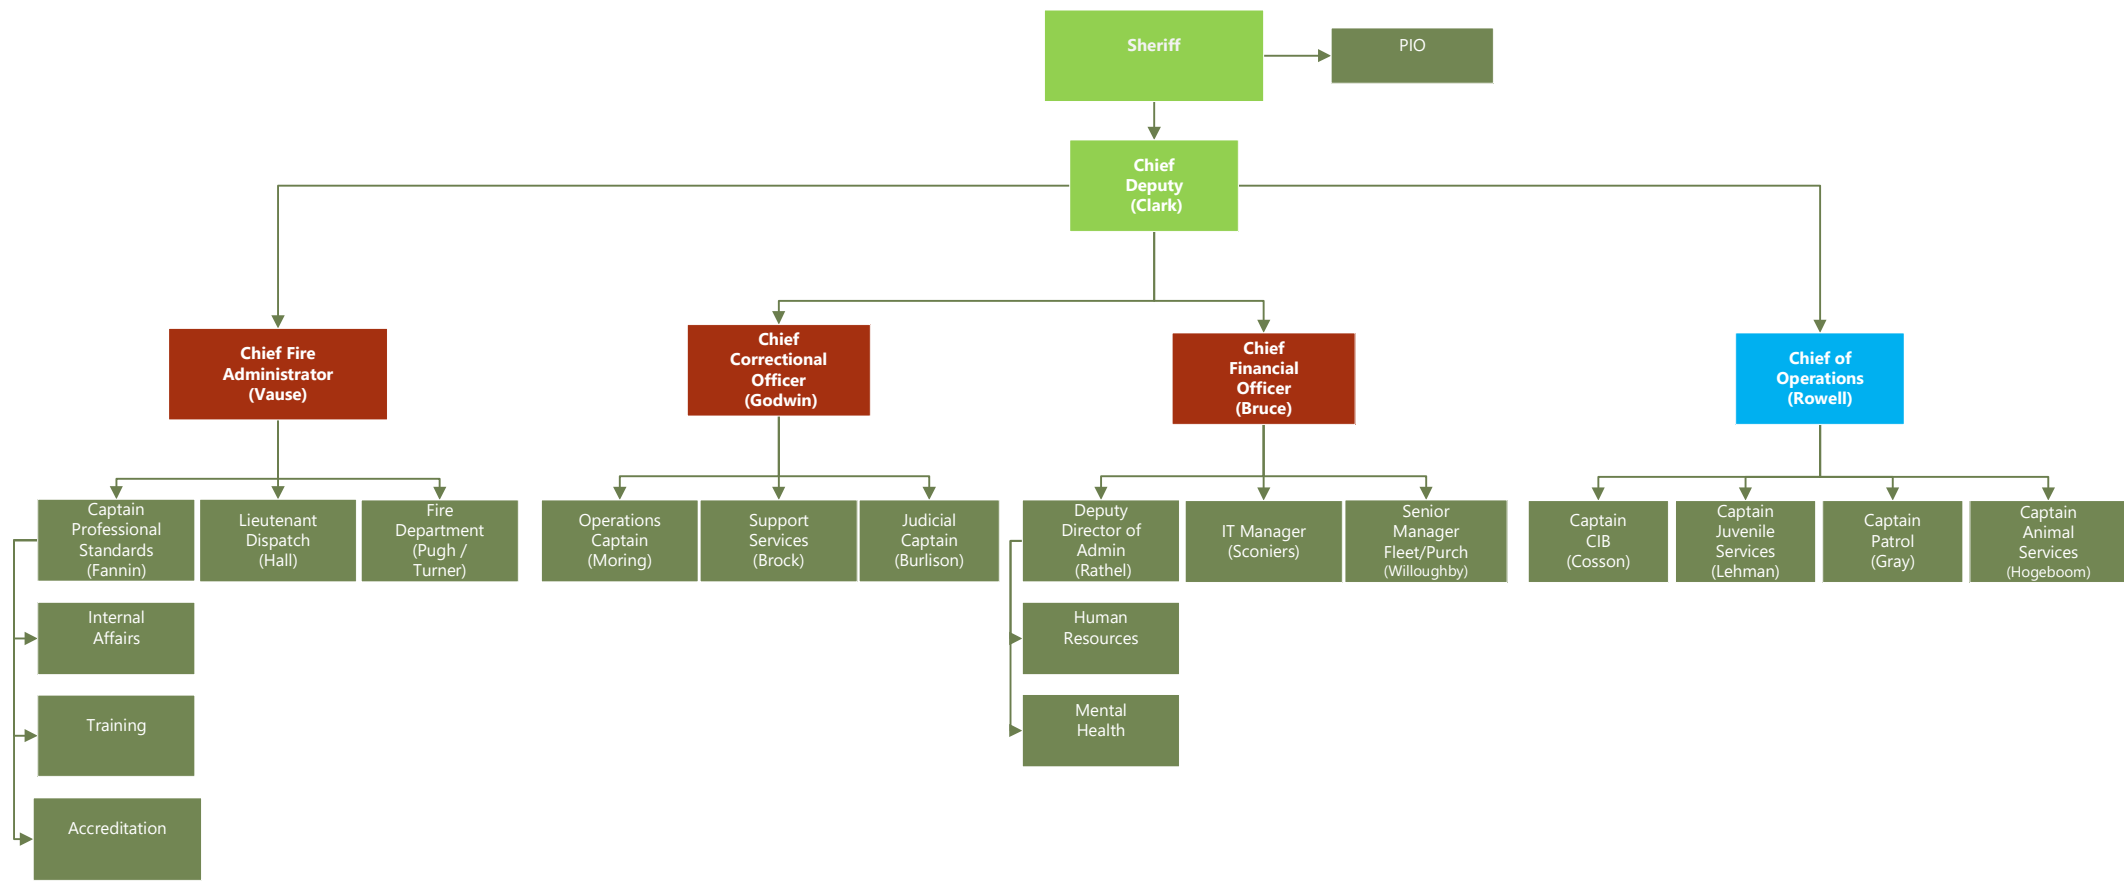 Sheriff
PIO
Chief
Deputy
(Clark)
Chief Fire
Administrator
(Vause)
Chief
Correctional
Officer
(Godwin)
Chief
Financial
Officer
(Bruce)
Chief of
Operations
(Rowell)
Captain
Professional
Standards
(Fannin)
Lieutenant
Dispatch
(Hall)
Fire
Department
(Pugh /
Turner)
Operations
Captain
(Moring)
Support
Services
(Brock)
Judicial
Captain
(Burlison)
Deputy
Director of
Admin
(Rathel)
IT Manager
(Sconiers)
Senior
Manager
Fleet/Purch
(Willoughby)
Captain
CIB
(Cosson)
Captain
Juvenile
Services
(Lehman)
Captain
Patrol
(Gray)
Captain
Animal
Services
(Hogeboom)
Internal
Affairs
Human
Resources
Training
Mental
Health
Accreditation